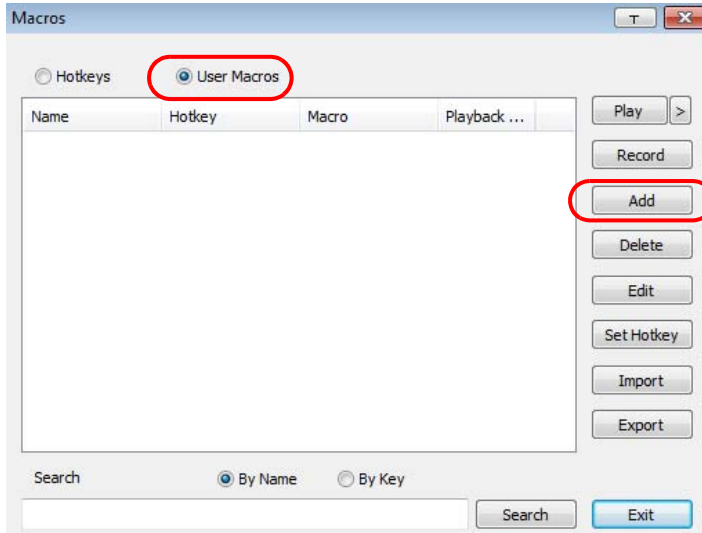 Macros
Hotkeys User Macros
Name Hotkey Macro Playback ...
Play >
Record
Add
Delete
Edit
Set Hotkey
Import
Export
Search By Name By Key
Search Exit